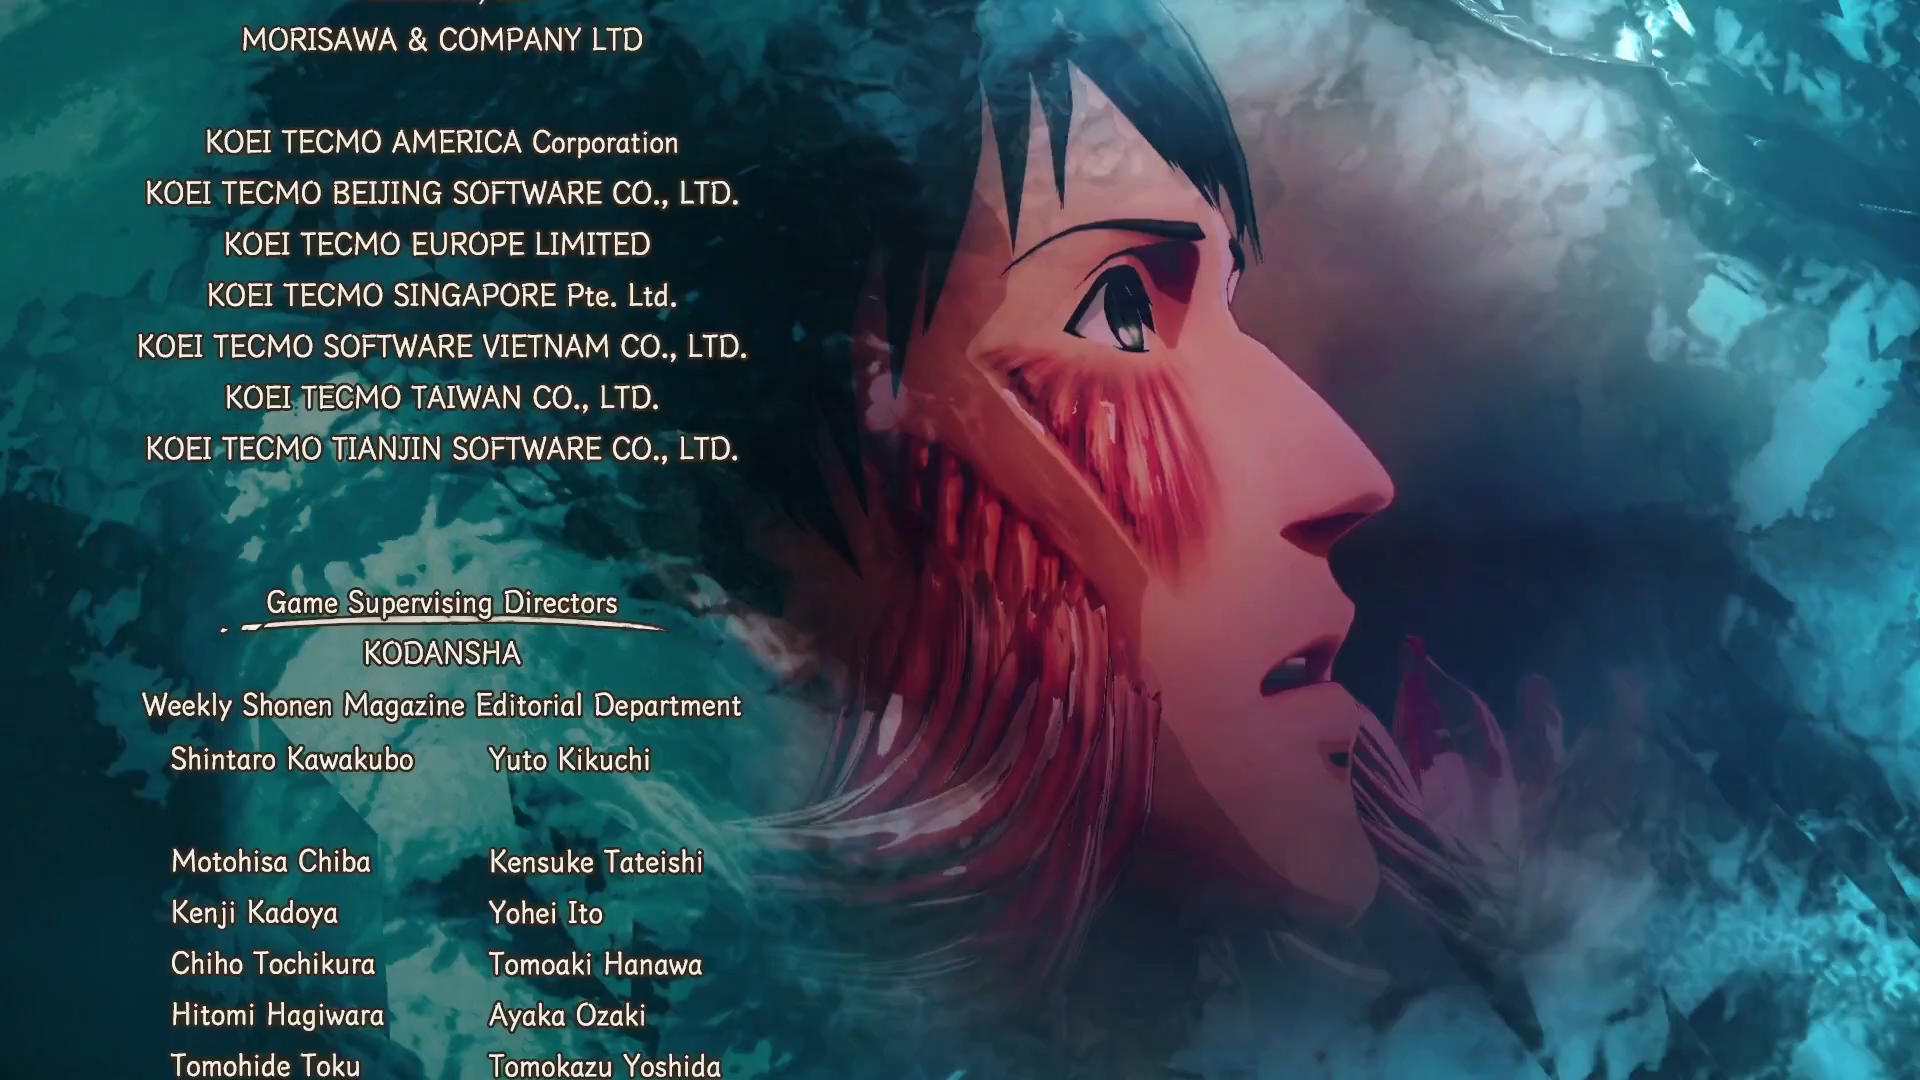 MORISAWA & COMPANY LTD
KOEI TECMO AMERICA Corporation
KOEI TECMO BEIJING SOFTWARE CO., LTD.
KOEI TECMO EUROPE LIMITED
KOEI TECMO SINGAPORE Pte. Ltd.
KOEI TECMO SOFTWARE VIETNAM CO., LTD.
KOEI TECMO TAIWAN CO., LTD.
KOEI TECMO TIANJIN SOFTWARE CO., LTD.
Game Supervising Directors
KODANSHA
Weekly Shonen Magazine Editorial Department
Shintaro Kawakubo Yuto Kikuchi
Motohisa Chiba Kensuke Tateishi
Kenji Kadoya Yohei Ito
Chiho Tochikura Tomoaki Hanawa
Hitomi Hagiwara Ayaka Ozaki
Tomohide Toku Tomokazu Yoshida